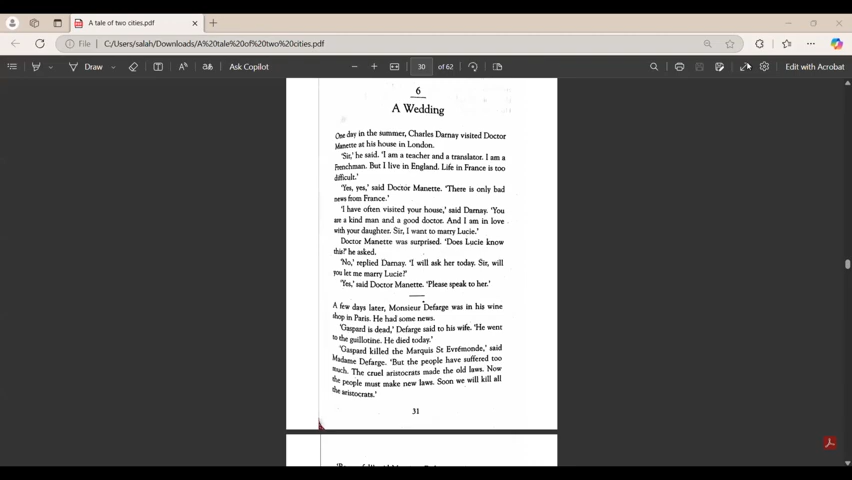 A tale of two cities.pdf
File
C:/Users/salah/Downloads/A%20tale%20of%20two%20cities.pdf
Draw
Ask Copilot
30 of 62
Edit with Acrobat
6
A Wedding
One day in the summer, Charles Darnay visited Doctor
Manette at his house in London.
'Sir,' he said. 'I am a teacher and a translator. I am a
Frenchman. But I live in England. Life in France is too
difficult.'
'Yes, yes,' said Doctor Manette. 'There is only bad
news from France.'
'I have often visited your house,' said Darnay. 'You
are a kind man and a good doctor. And I am in love
with your daughter. Sir, I want to marry Lucie.'
Doctor Manette was surprised. 'Does Lucie know
this?' he asked.
'No,' replied Darnay. 'I will ask her today. Sir, will
you let me marry Lucie?'
'Yes,' said Doctor Manette. 'Please speak to her.'
A few days later, Monsieur Defarge was in his wine
shop in Paris. He had some news.
'Gaspard is dead,' Defarge said to his wife. 'He went
to the guillotine. He died today.'
'Gaspard killed the Marquis St Evrémonde,' said
Madame Defarge. 'But the people have suffered too
much. The cruel aristocrats made the old laws. Now
the people must make new laws. Soon we will kill all
the aristocrats.'
31